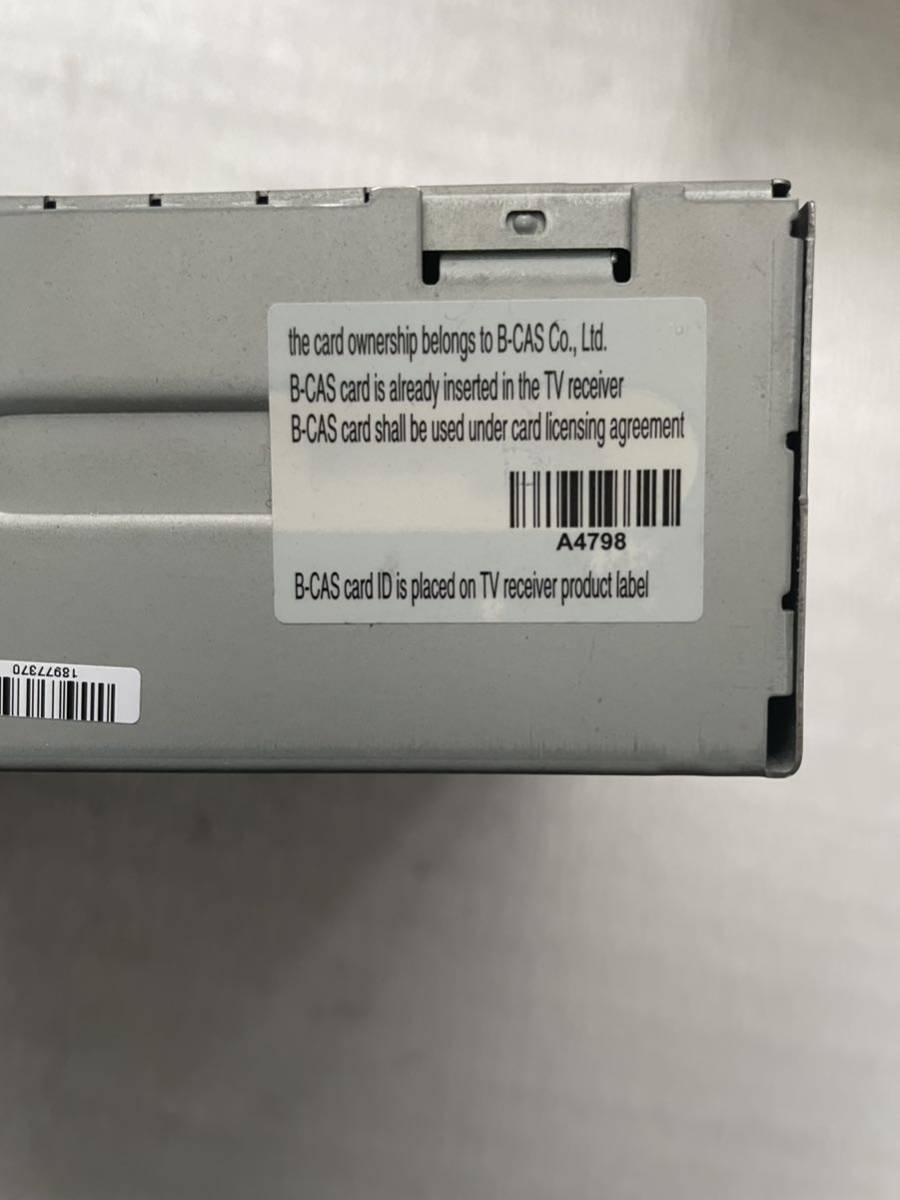 the card ownership belongs to B-CAS Co., Ltd.
B-CAS card is already inserted in the TV receiver
B-CAS card shall be used under card licensing agreement
A4798
B-CAS card ID is placed on TV receiver product label
18977370